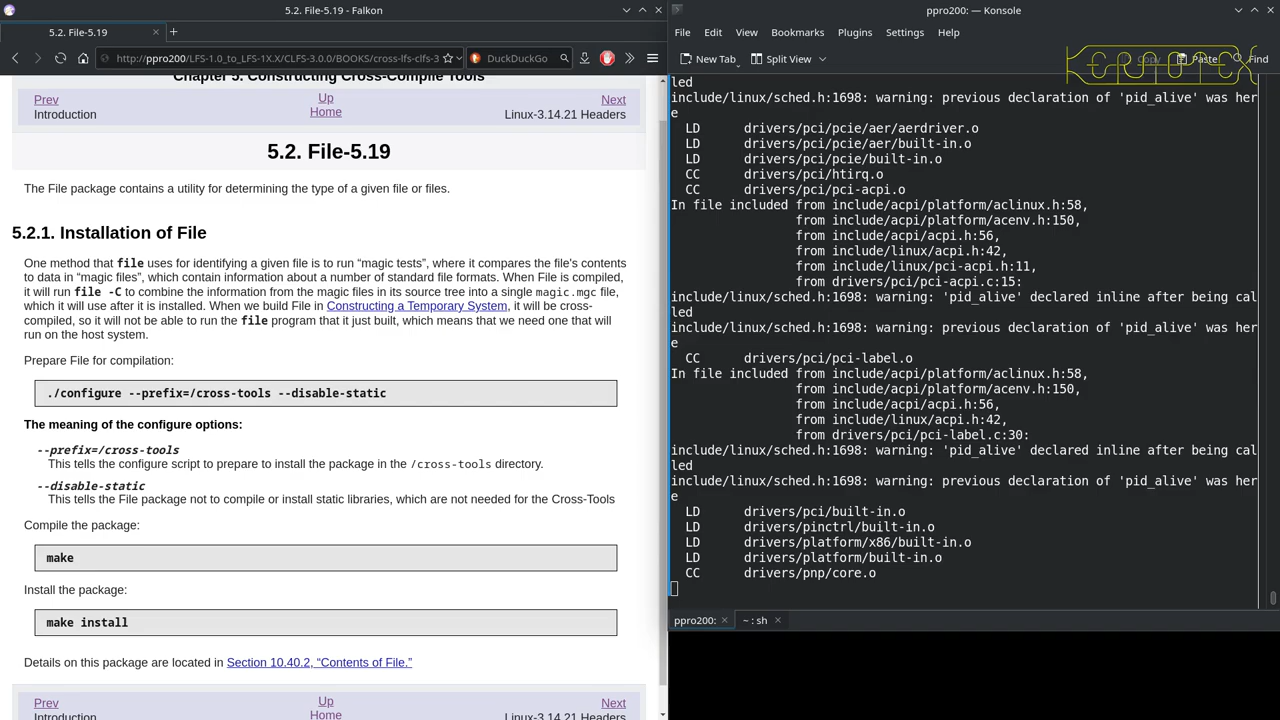 5.2. File-5.19 - Falkon
5.2. File-5.19
http://ppro200/LFS-1.0_to_LFS-1X.X/CLFS-3.0.0/BOOKS/cross-lfs-clfs-3
DuckDuckGo
Chapter 5. Constructing Cross-Compile Tools
Prev
Up
Next
Introduction
Home
Linux-3.14.21 Headers
5.2. File-5.19
The File package contains a utility for determining the type of a given file or files.
5.2.1. Installation of File
One method that file uses for identifying a given file is to run “magic tests”, where it compares the file's contents
to data in “magic files”, which contain information about a number of standard file formats. When File is compiled,
it will run file -C to combine the information from the magic files in its source tree into a single magic.mgc file,
which it will use after it is installed. When we build File in Constructing a Temporary System, it will be cross-
compiled, so it will not be able to run the file program that it just built, which means that we need one that will
run on the host system.
Prepare File for compilation:
./configure --prefix=/cross-tools --disable-static
The meaning of the configure options:
--prefix=/cross-tools
This tells the configure script to prepare to install the package in the /cross-tools directory.
--disable-static
This tells the File package not to compile or install static libraries, which are not needed for the Cross-Tools
Compile the package:
make
Install the package:
make install
Details on this package are located in Section 10.40.2, “Contents of File.”
Prev
Up
Next
Introduction
Home
Linux-3.14.21 Headers
ppro200: — Konsole
File Edit View Bookmarks Plugins Settings Help
New Tab Split View Copy Paste Find
led
include/linux/sched.h:1698: warning: previous declaration of 'pid_alive' was her
e
LD drivers/pci/pcie/aer/aerdriver.o
LD drivers/pci/pcie/aer/built-in.o
LD drivers/pci/pcie/built-in.o
CC drivers/pci/htirq.o
CC drivers/pci/pci-acpi.o
In file included from include/acpi/platform/aclinux.h:58,
from include/acpi/platform/acenv.h:150,
from include/acpi/acpi.h:56,
from include/linux/acpi.h:42,
from include/linux/pci-acpi.h:11,
from drivers/pci/pci-acpi.c:15:
include/linux/sched.h:1698: warning: 'pid_alive' declared inline after being cal
led
include/linux/sched.h:1698: warning: previous declaration of 'pid_alive' was her
e
CC drivers/pci/pci-label.o
In file included from include/acpi/platform/aclinux.h:58,
from include/acpi/platform/acenv.h:150,
from include/acpi/acpi.h:56,
from include/linux/acpi.h:42,
from drivers/pci/pci-label.c:30:
include/linux/sched.h:1698: warning: 'pid_alive' declared inline after being cal
led
include/linux/sched.h:1698: warning: previous declaration of 'pid_alive' was her
e
LD drivers/pci/built-in.o
LD drivers/pinctrl/built-in.o
LD drivers/platform/x86/built-in.o
LD drivers/platform/built-in.o
CC drivers/pnp/core.o
ppro200:
~ : sh